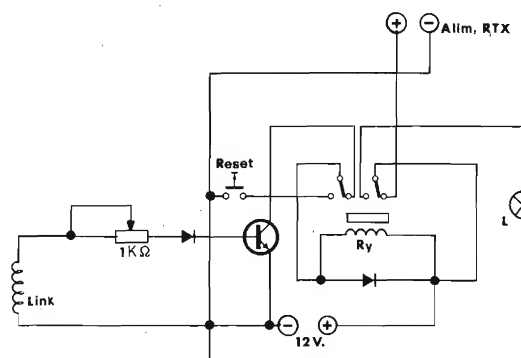 + − Alim, RTX
Reset
L
1KΩ
Ry
Link
− +
12V.